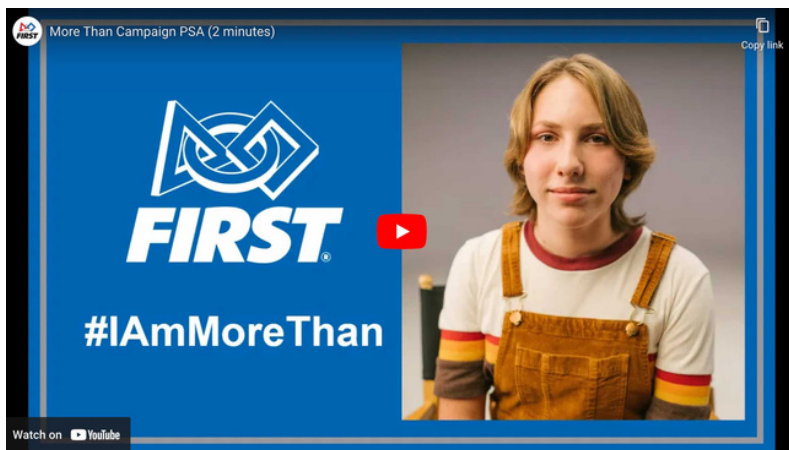 FIRST
More Than Campaign PSA (2 minutes)
Copy link
FIRST®
#IAmMoreThan
Watch on YouTube